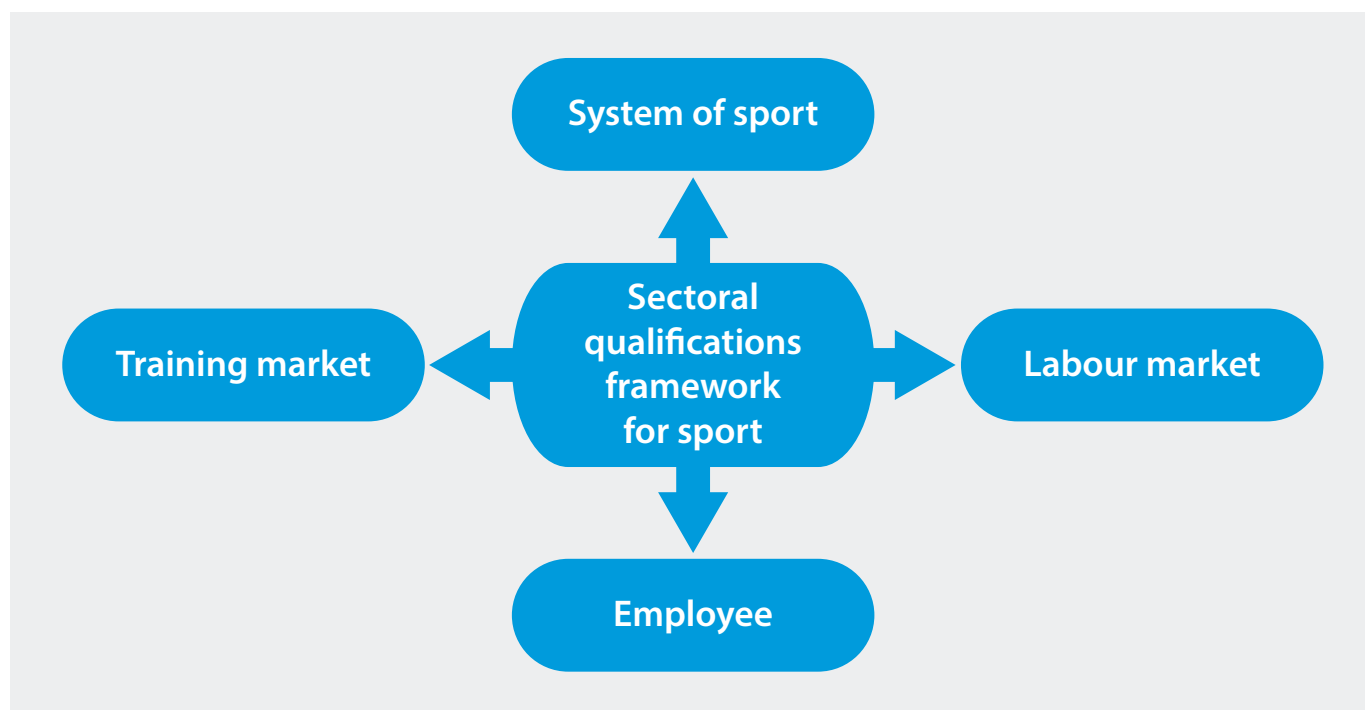 System of sport
Training market
Sectoral
qualifications
framework
for sport
Labour market
Employee